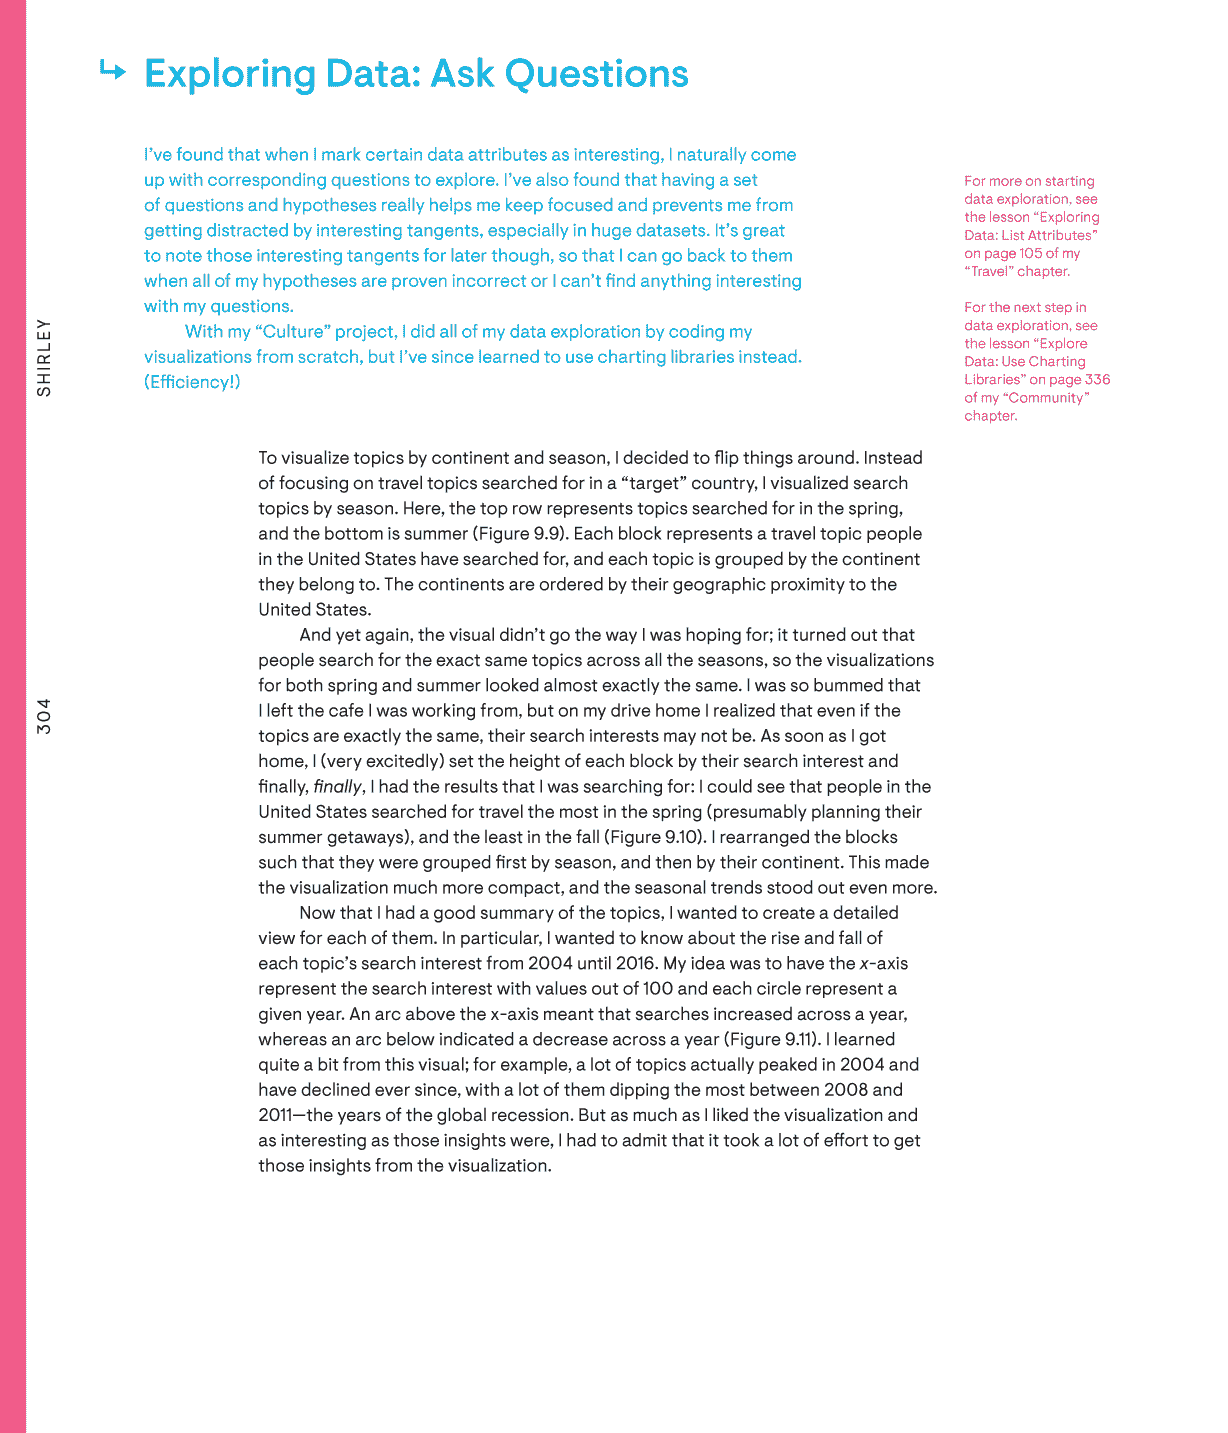 Exploring Data: Ask Questions
I’ve found that when I mark certain data attributes as interesting, I naturally come
up with corresponding questions to explore. I’ve also found that having a set
of questions and hypotheses really helps me keep focused and prevents me from
getting distracted by interesting tangents, especially in huge datasets. It’s great
to note those interesting tangents for later though, so that I can go back to them
when all of my hypotheses are proven incorrect or I can’t find anything interesting
with my questions.
With my “Culture” project, I did all of my data exploration by coding my
visualizations from scratch, but I’ve since learned to use charting libraries instead.
(Efficiency!)
For more on starting
data exploration, see
the lesson “Exploring
Data: List Attributes”
on page 105 of my
“Travel” chapter.
For the next step in
data exploration, see
the lesson “Explore
Data: Use Charting
Libraries” on page 336
of my “Community”
chapter.
SHIRLEY
304
To visualize topics by continent and season, I decided to flip things around. Instead
of focusing on travel topics searched for in a “target” country, I visualized search
topics by season. Here, the top row represents topics searched for in the spring,
and the bottom is summer (Figure 9.9). Each block represents a travel topic people
in the United States have searched for, and each topic is grouped by the continent
they belong to. The continents are ordered by their geographic proximity to the
United States.
And yet again, the visual didn’t go the way I was hoping for; it turned out that
people search for the exact same topics across all the seasons, so the visualizations
for both spring and summer looked almost exactly the same. I was so bummed that
I left the cafe I was working from, but on my drive home I realized that even if the
topics are exactly the same, their search interests may not be. As soon as I got
home, I (very excitedly) set the height of each block by their search interest and
finally, finally, I had the results that I was searching for: I could see that people in the
United States searched for travel the most in the spring (presumably planning their
summer getaways), and the least in the fall (Figure 9.10). I rearranged the blocks
such that they were grouped first by season, and then by their continent. This made
the visualization much more compact, and the seasonal trends stood out even more.
Now that I had a good summary of the topics, I wanted to create a detailed
view for each of them. In particular, I wanted to know about the rise and fall of
each topic’s search interest from 2004 until 2016. My idea was to have the x-axis
represent the search interest with values out of 100 and each circle represent a
given year. An arc above the x-axis meant that searches increased across a year,
whereas an arc below indicated a decrease across a year (Figure 9.11). I learned
quite a bit from this visual; for example, a lot of topics actually peaked in 2004 and
have declined ever since, with a lot of them dipping the most between 2008 and
2011—the years of the global recession. But as much as I liked the visualization and
as interesting as those insights were, I had to admit that it took a lot of effort to get
those insights from the visualization.